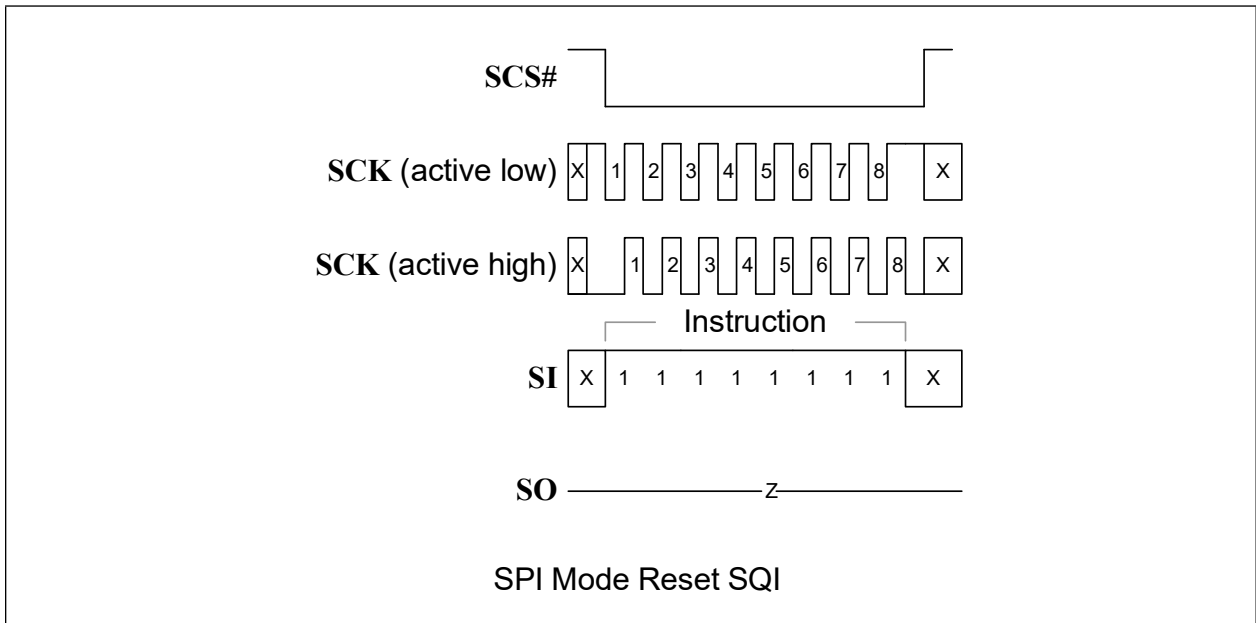 SCS#
SCK (active low) X 1 2 3 4 5 6 7 8 X
SCK (active high) X 1 2 3 4 5 6 7 8 X
Instruction
SI X 1 1 1 1 1 1 1 1 X
SO Z
SPI Mode Reset SQI